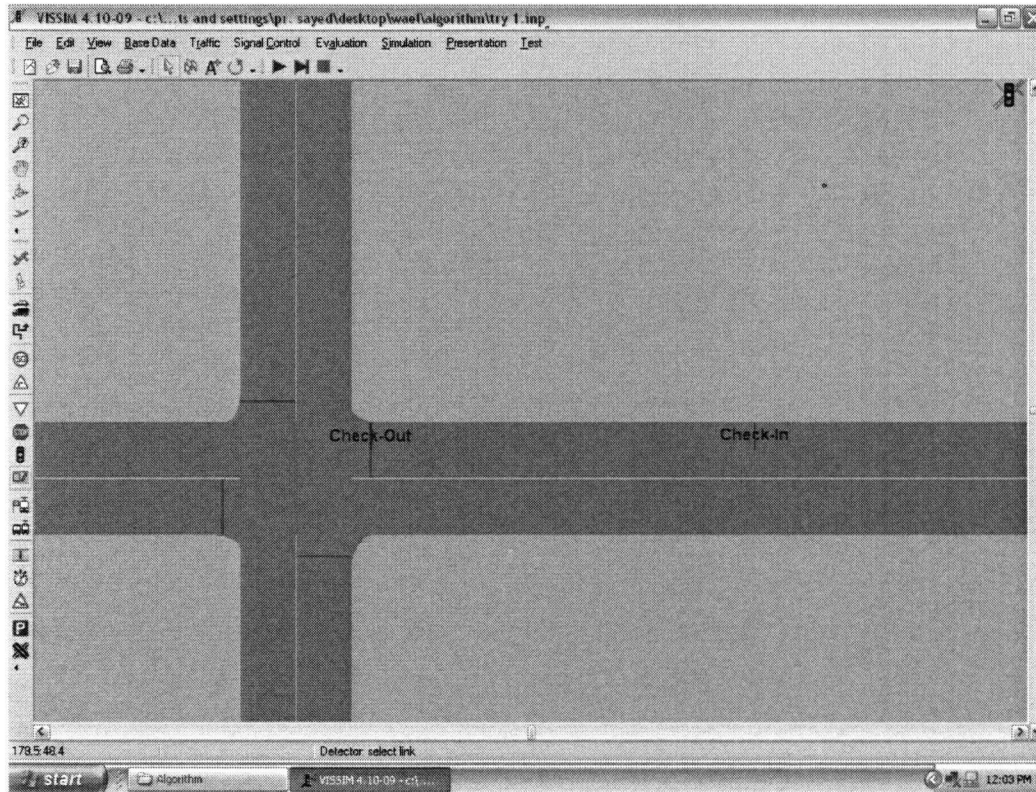 VISSIM 4.10-09 - c:\...ts and settings\pr. sayed\desktop\wael\algorithm\try 1.inp
File Edit View Base Data Traffic Signal Control Evaluation Simulation Presentation Test
Check-Out Check-In
179.5:48.4 Detector: select link
start Algorithm VISSIM 4.10-09 - c:\ ... 12:03 PM